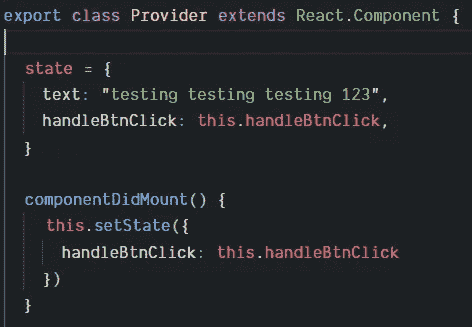 export class Provider extends React.Component {
state = {
text: "testing testing testing 123",
handleBtnClick: this.handleBtnClick,
}
componentDidMount() {
this.setState({
handleBtnClick: this.handleBtnClick
})
}